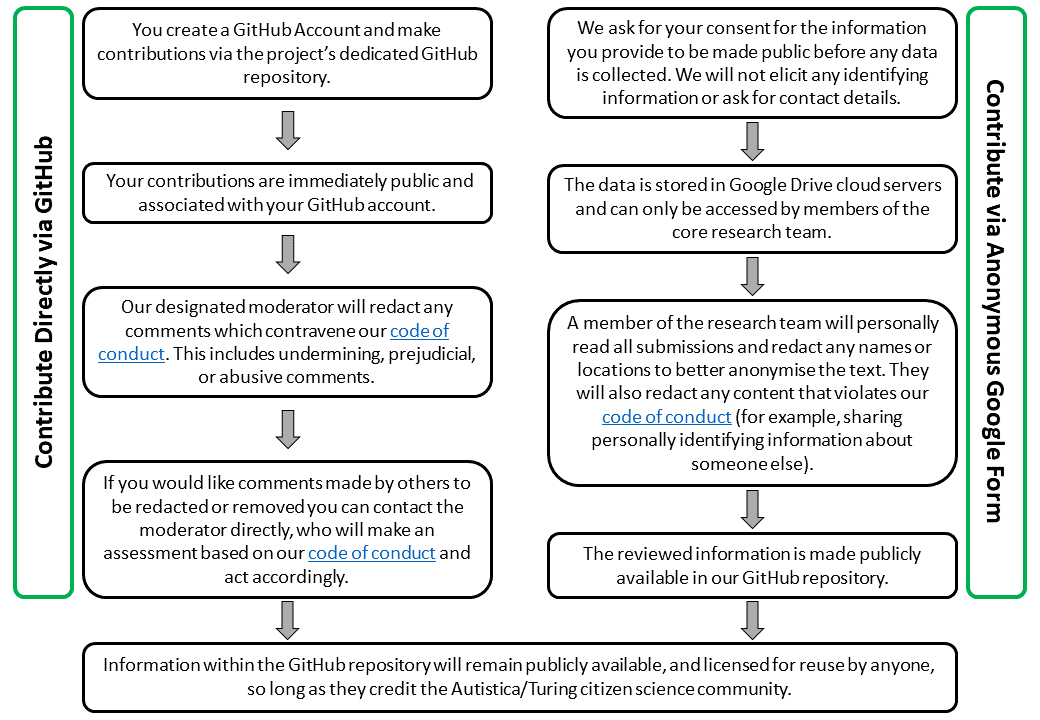 Contribute Directly via GitHub
You create a GitHub Account and make
contributions via the project’s dedicated GitHub
repository.
Your contributions are immediately public and
associated with your GitHub account.
Our designated moderator will redact any
comments which contravene our code of
conduct. This includes undermining, prejudicial,
or abusive comments.
If you would like comments made by others to
be redacted or removed you can contact the
moderator directly, who will make an
assessment based on our code of conduct and
act accordingly.
We ask for your consent for the information
you provide to be made public before any data
is collected. We will not elicit any identifying
information or ask for contact details.
The data is stored in Google Drive cloud servers
and can only be accessed by members of the
core research team.
A member of the research team will personally
read all submissions and redact any names or
locations to better anonymise the text. They
will also redact any content that violates our
code of conduct (for example, sharing
personally identifying information about
someone else).
The reviewed information is made publicly
available in our GitHub repository.
Contribute via Anonymous Google Form
Information within the GitHub repository will remain publicly available, and licensed for reuse by anyone,
so long as they credit the Autistica/Turing citizen science community.